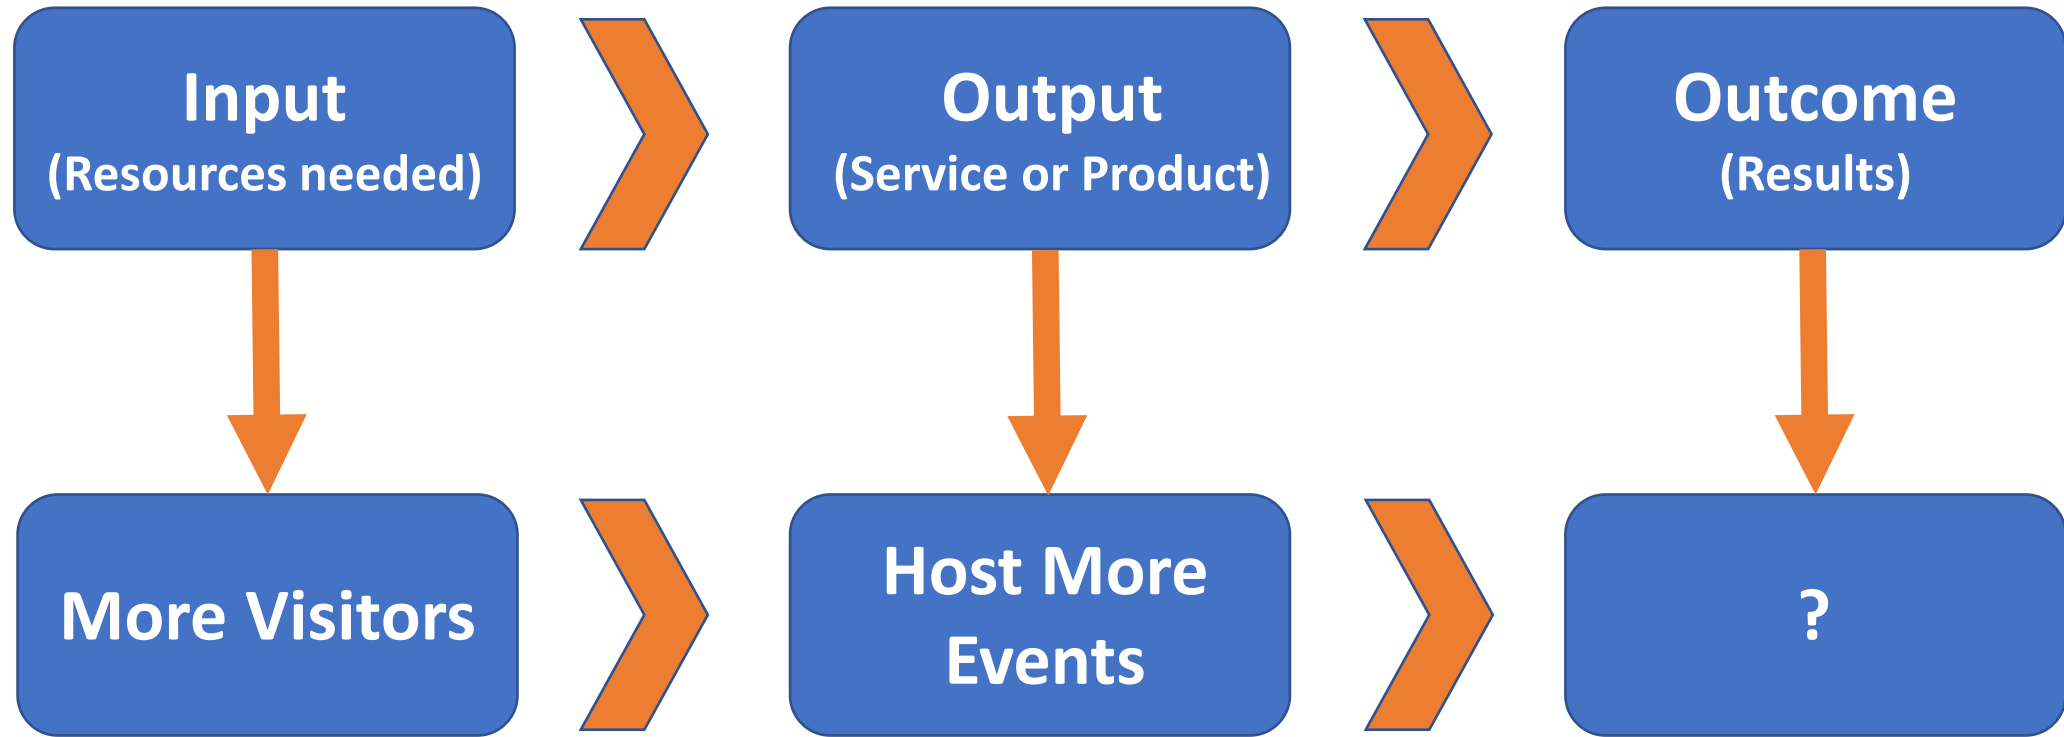 Input
(Resources needed)
Output
(Service or Product)
Outcome
(Results)
More Visitors
Host More
Events
?